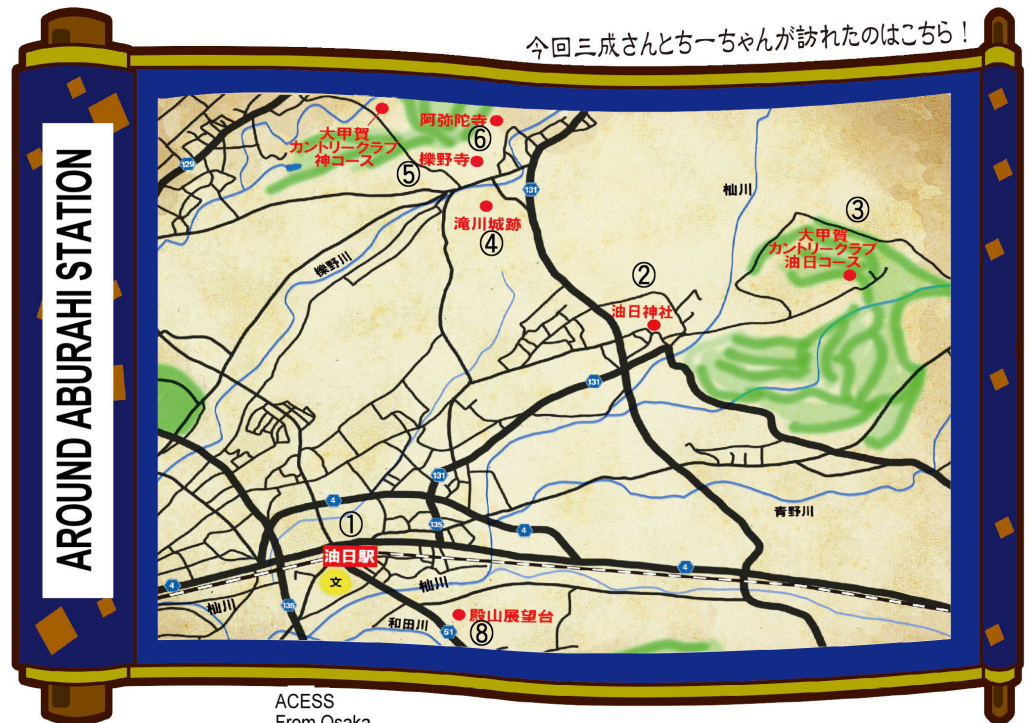 今回三成さんとちーちゃんが訪れたのはこちら！
AROUND ABURAHI STATION
大甲賀
カントリークラブ
神コース
⑤
阿弥陀寺
⑥
櫟野寺
129
131
滝川城跡
④
櫟野川
杣川
③
大甲賀
カントリークラブ
油日コース
②
油日神社
131
131
4
①
135
4
油日駅
文
4
135
杣川
杣川
和田川
51
殿山展望台
⑧
4
青野川
ACESS
From Osaka